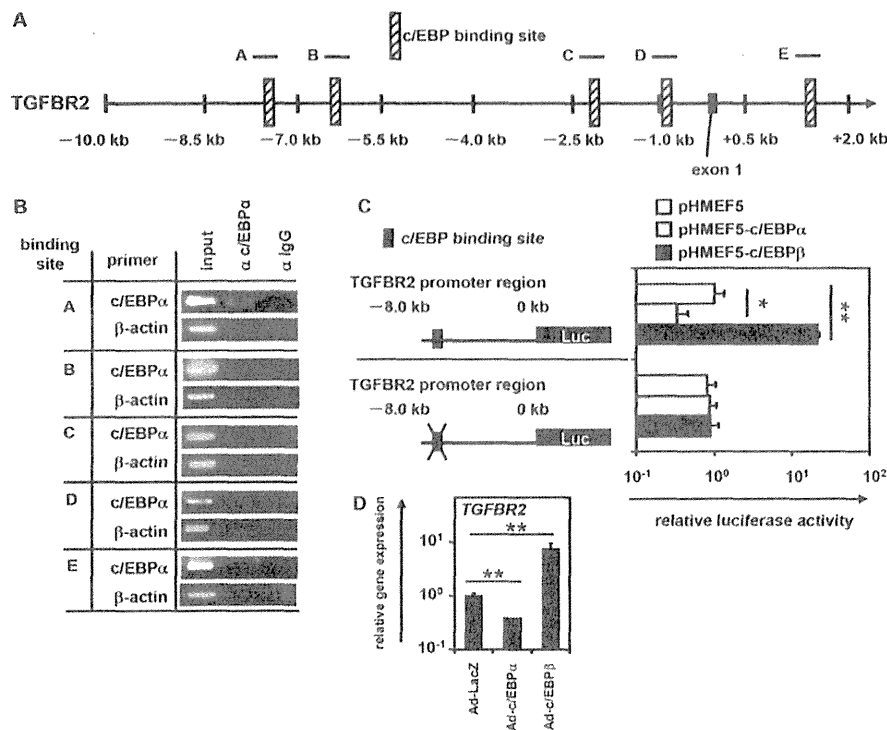 A
c/EBP binding site
A B C D E
TGFBR2
−10.0 kb −8.5 kb −7.0 kb −5.5 kb −4.0 kb −2.5 kb −1.0 kb +0.5 kb +2.0 kb
exon 1
B
binding site primer input α c/EBPα α IgG
A c/EBPα
β-actin
B c/EBPα
β-actin
C c/EBPα
β-actin
D c/EBPα
β-actin
E c/EBPα
β-actin
C
c/EBP binding site
pHMEF5
pHMEF5-c/EBPα
pHMEF5-c/EBPβ
TGFBR2 promoter region
−8.0 kb 0 kb
Luc
* **
TGFBR2 promoter region
−8.0 kb 0 kb
Luc
10-1 100 101 102
relative luciferase activity
D
TGFBR2
relative gene expression
**
**
101
100
10-1
Ad-LacZ
Ad-c/EBPα
Ad-c/EBPβ